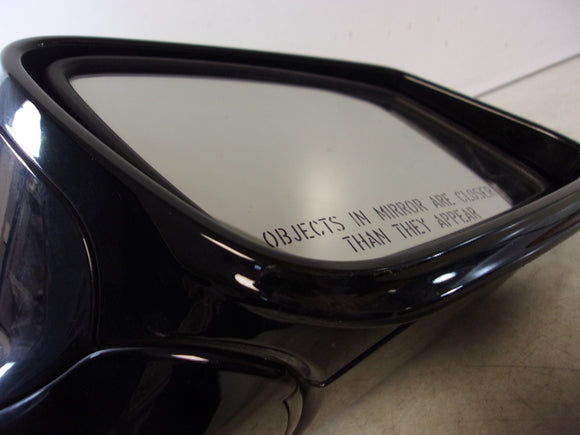 OBJECTS IN MIRROR ARE CLOSER
THAN THEY APPEAR